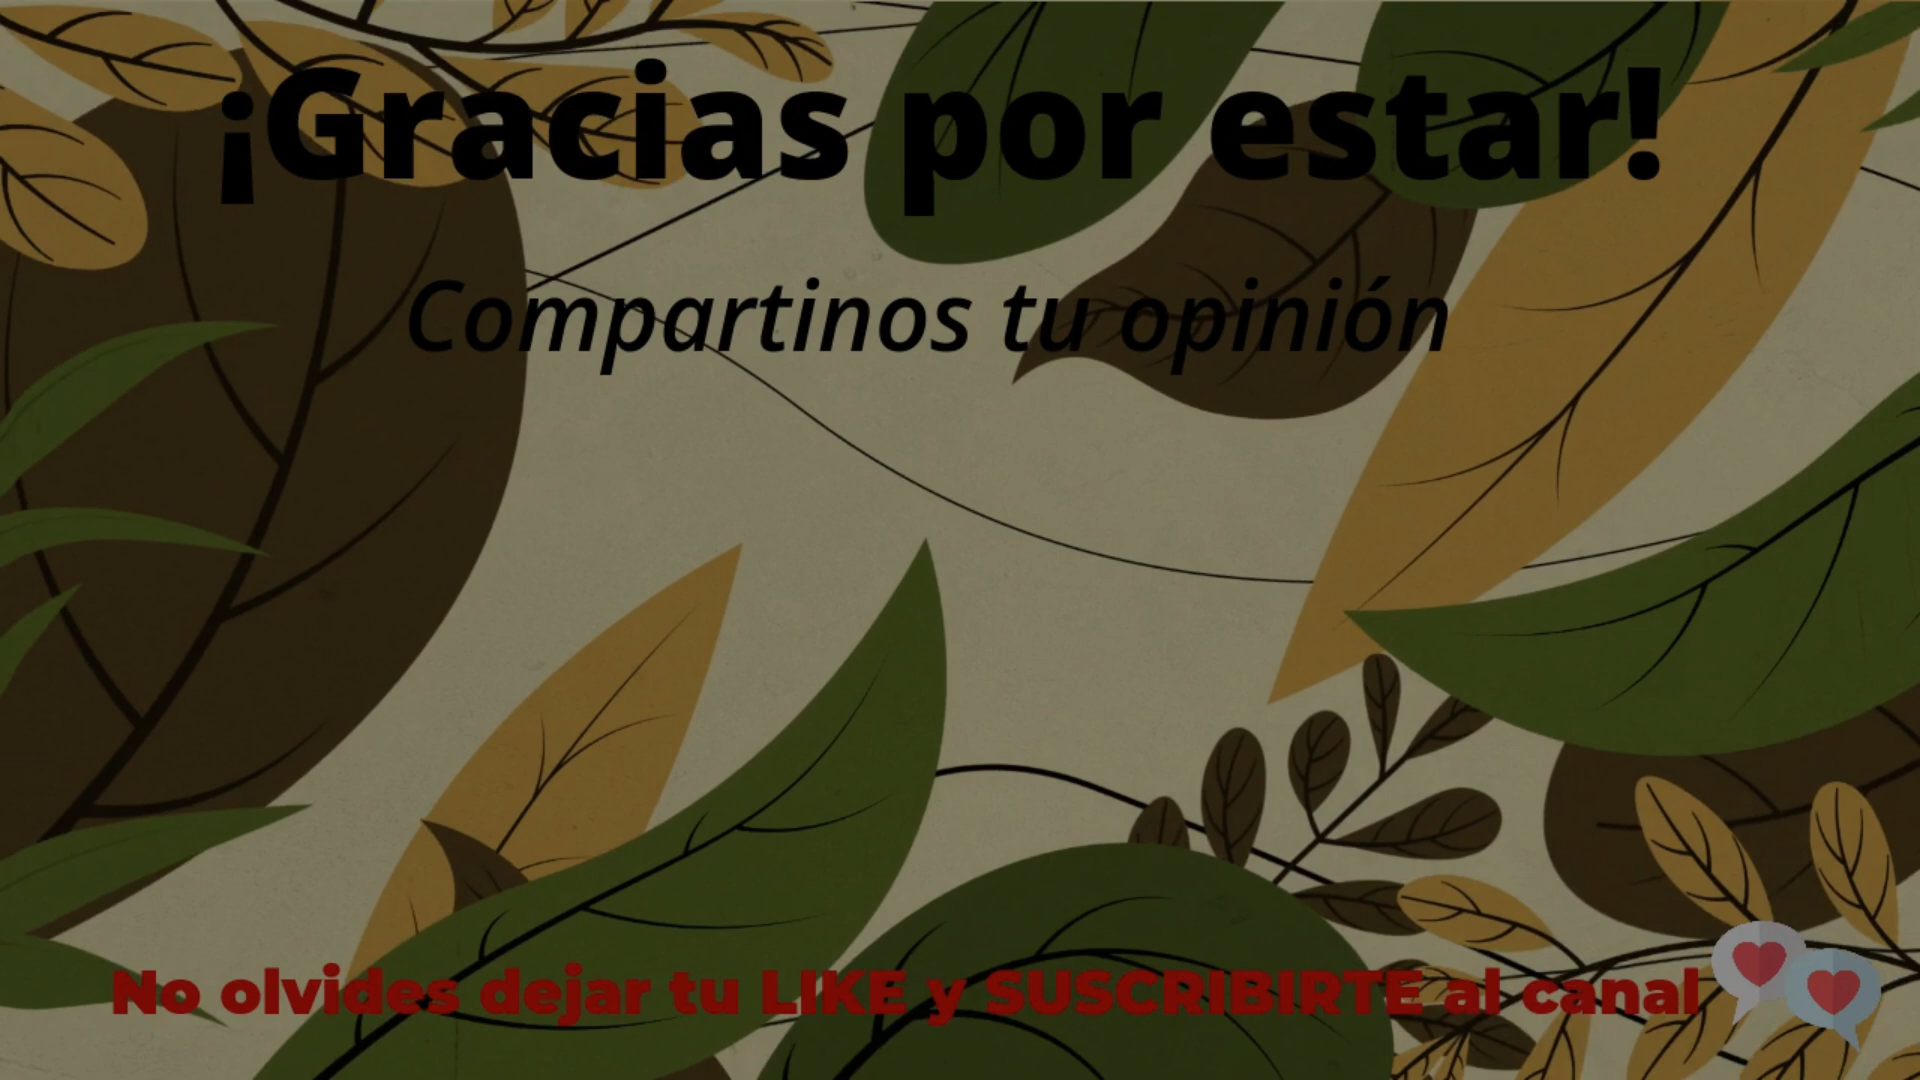 ¡Gracias por estar!
Compartinos tu opinión
No olvides dejar tu LIKE y SUSCRIBIRTE al canal